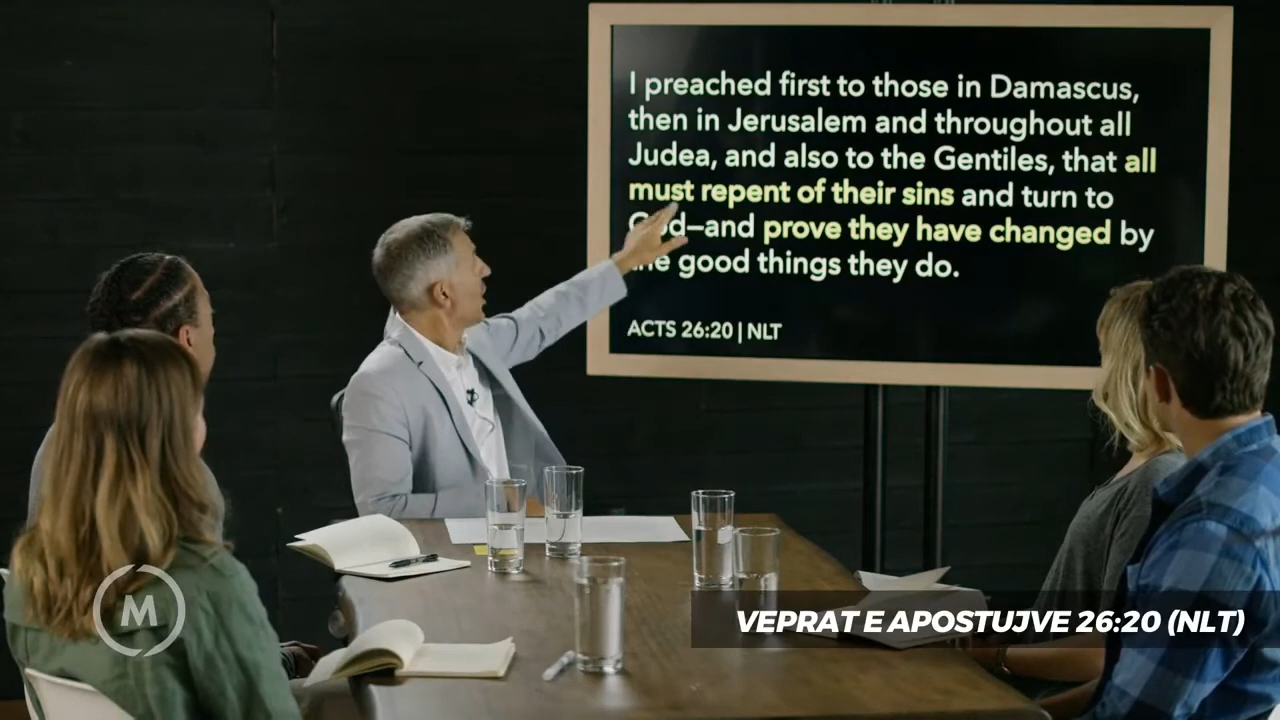 I preached first to those in Damascus,
then in Jerusalem and throughout all
Judea, and also to the Gentiles, that all
must repent of their sins and turn to
God—and prove they have changed by
the good things they do.
ACTS 26:20 | NLT
M
VEPRAT E APOSTUJVE 26:20 (NLT)